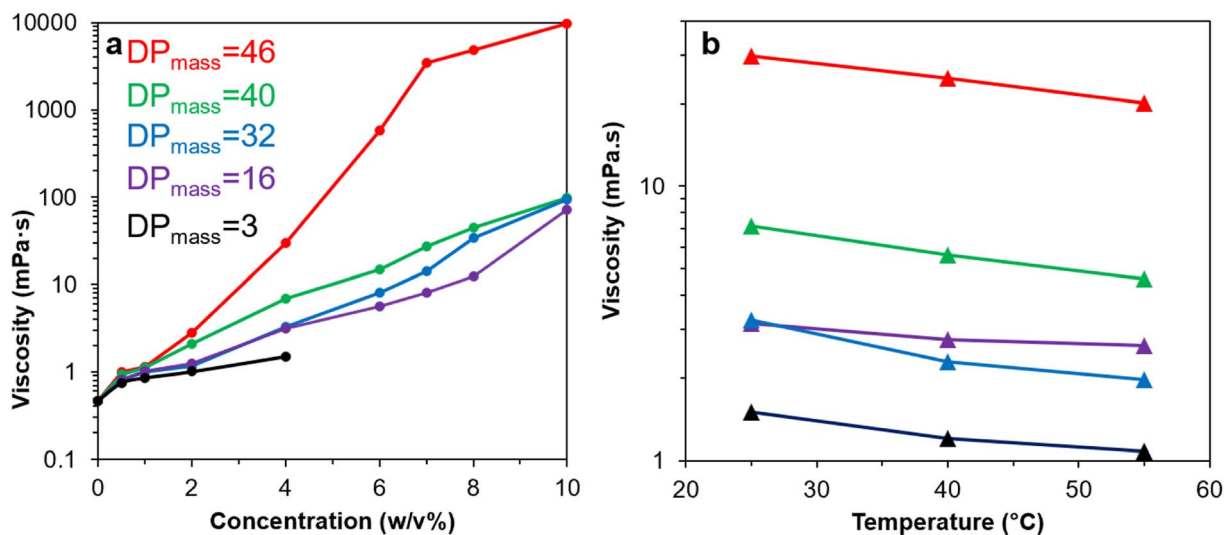 a
DPmass=46
DPmass=40
DPmass=32
DPmass=16
DPmass=3
Viscosity (mPa·s)
10000
1000
100
10
1
0.1
0 2 4 6 8 10
Concentration (w/v%)
b
Viscosity (mPa.s)
10
1
20 30 40 50 60
Temperature (°C)